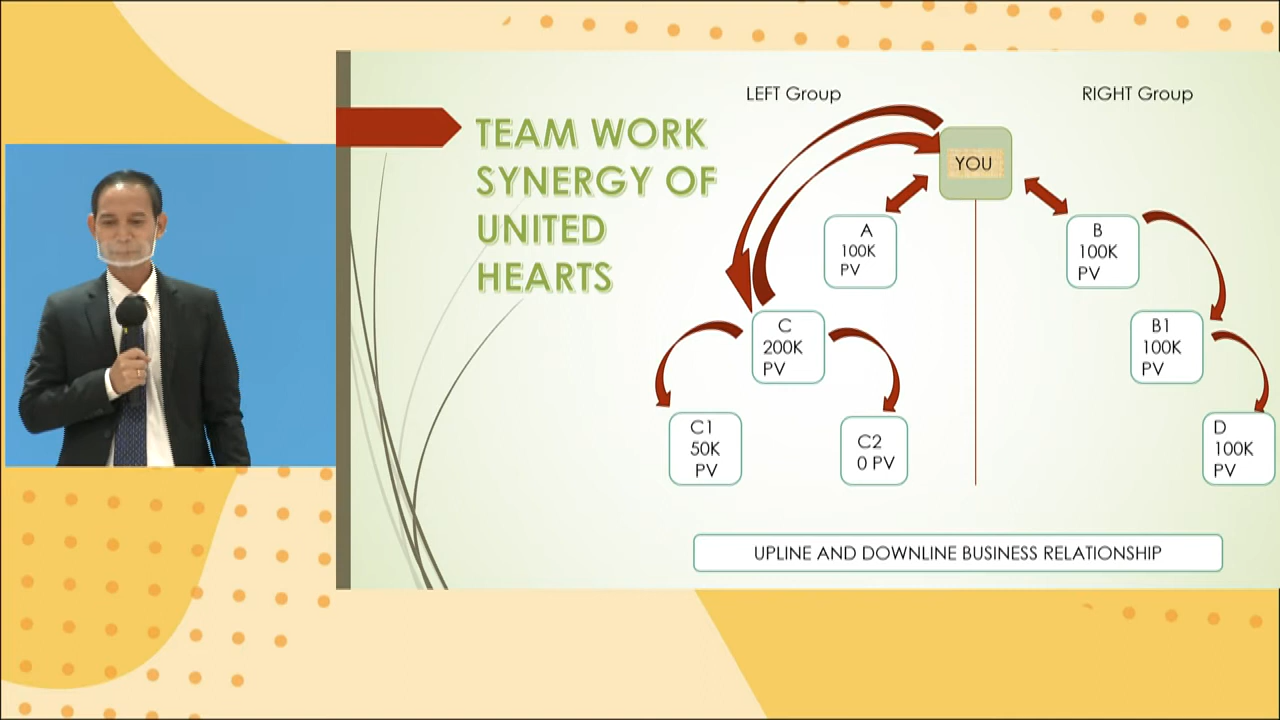 TEAM WORK
SYNERGY OF
UNITED
HEARTS
LEFT Group
RIGHT Group
YOU
A
100K
PV
B
100K
PV
C
200K
PV
B1
100K
PV
C1
50K
PV
C2
0 PV
D
100K
PV
UPLINE AND DOWNLINE BUSINESS RELATIONSHIP